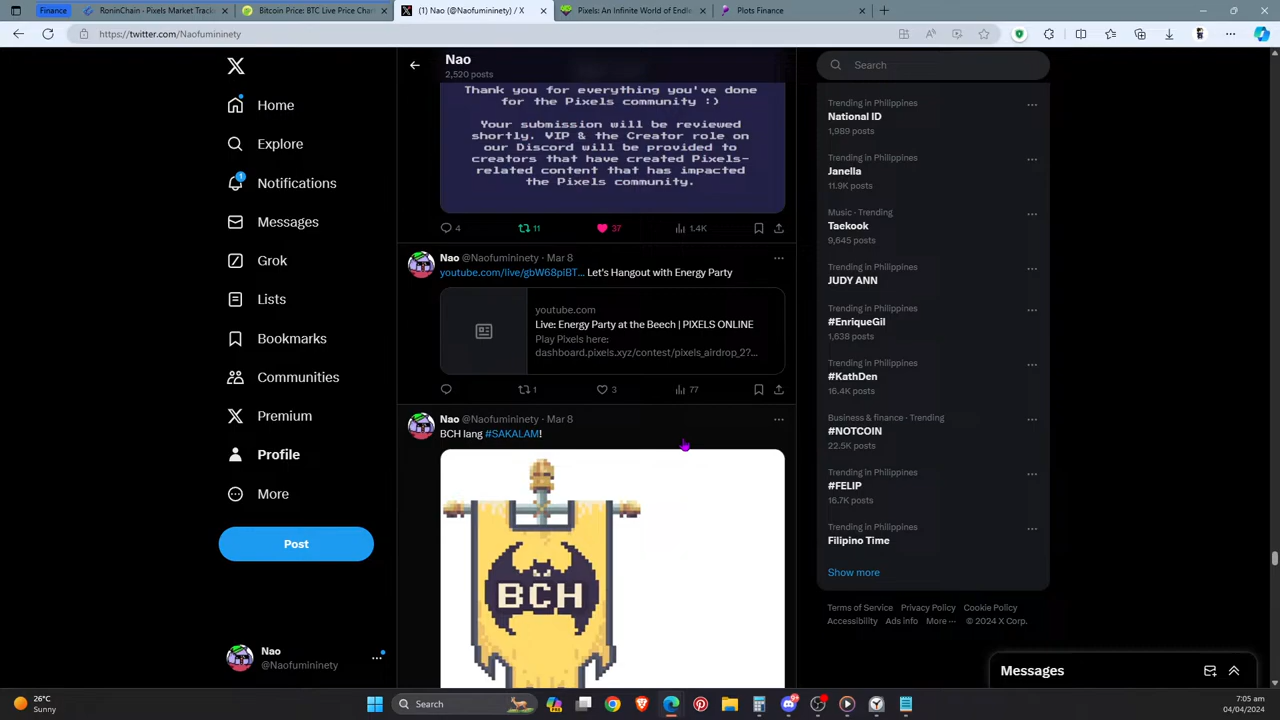 Finance
RoninChain - Pixels Market Track
Bitcoin Price: BTC Live Price Char
(1) Nao (@Naofumininety) / X
Pixels: An Infinite World of Endle
Plots Finance
https://twitter.com/Naofumininety
Home
Explore
1
Notifications
Messages
Grok
Lists
Bookmarks
Communities
Premium
Profile
More
Post
Nao
@Naofumininety
Nao
2,520 posts
Thank you for everything you've done
for the Pixels community :)
Your submission will be reviewed
shortly. VIP & the Creator role on
our Discord will be provided to
creators that have created Pixels-
related content that has impacted
the Pixels community.
4 11 37 1.4K
Nao @Naofumininety · Mar 8
youtube.com/live/gbW68plBT... Let's Hangout with Energy Party
youtube.com
Live: Energy Party at the Beech | PIXELS ONLINE
Play Pixels here:
dashboard.pixels.xyz/contest/pixels_airdrop_2?...
1 3 77
Nao @Naofumininety · Mar 8
BCH lang #SAKALAM!
BCH
Search
Trending in Philippines
National ID
1,989 posts
Trending in Philippines
Janella
11.9K posts
Music · Trending
Taekook
9,645 posts
Trending in Philippines
JUDY ANN
Trending in Philippines
#EnriqueGil
1,638 posts
Trending in Philippines
#KathDen
16.4K posts
Business & finance · Trending
#NOTCOIN
22.5K posts
Trending in Philippines
#FELIP
16.7K posts
Trending in Philippines
Filipino Time
Show more
Terms of Service Privacy Policy Cookie Policy
Accessibility Ads info More ··· © 2024 X Corp.
Messages
26°C
Sunny
Search
7:05 am
04/04/2024